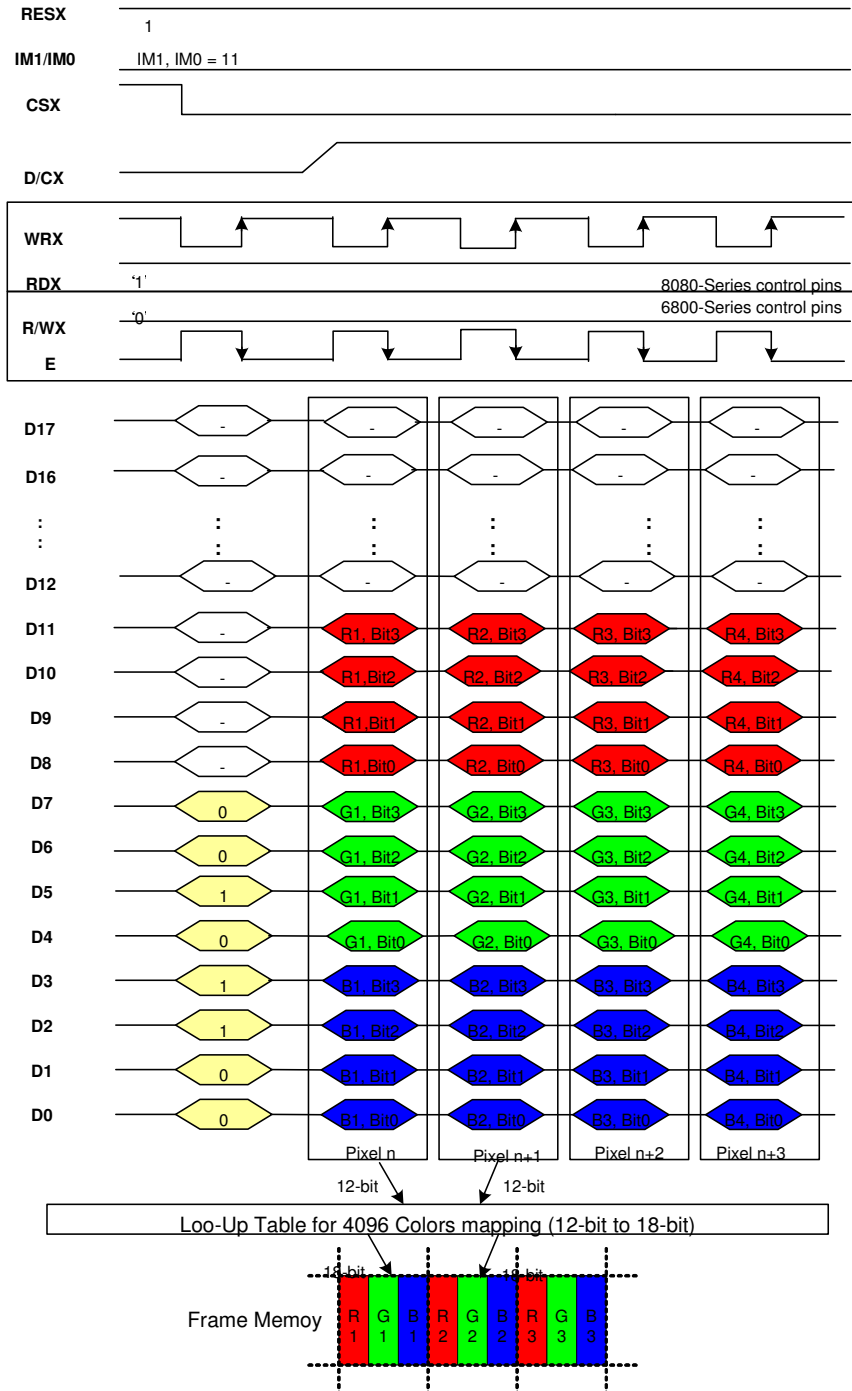 RESX
1
IM1/IM0 IM1, IM0 = 11
CSX
D/CX
WRX
RDX '1' 8080-Series control pins
R/WX '0' 6800-Series control pins
E
D17 - - - - -
D16 - - - - -
: : : : : :
: : : : : :
D12 - - - - -
D11 - R1, Bit3 R2, Bit3 R3, Bit3 R4, Bit3
D10 - R1,Bit2 R2, Bit2 R3, Bit2 R4, Bit2
D9 - R1,Bit1 R2, Bit1 R3, Bit1 R4, Bit1
D8 - R1,Bit0 R2, Bit0 R3, Bit0 R4, Bit0
D7 0 G1, Bit3 G2, Bit3 G3, Bit3 G4, Bit3
D6 0 G1, Bit2 G2, Bit2 G3, Bit2 G4, Bit2
D5 1 G1, Bit1 G2, Bit1 G3, Bit1 G4, Bit1
D4 0 G1, Bit0 G2, Bit0 G3, Bit0 G4, Bit0
D3 1 B1, Bit3 B2, Bit3 B3, Bit3 B4, Bit3
D2 1 B1, Bit2 B2, Bit2 B3, Bit2 B4, Bit2
D1 0 B1, Bit1 B2, Bit1 B3, Bit1 B4, Bit1
D0 0 B1, Bit0 B2, Bit0 B3, Bit0 B4, Bit0
Pixel n Pixel n+1 Pixel n+2 Pixel n+3
12-bit 12-bit
Loo-Up Table for 4096 Colors mapping (12-bit to 18-bit)
18-bit 18-bit
Frame Memoy R G B R G B R G B
1 1 1 2 2 2 3 3 3